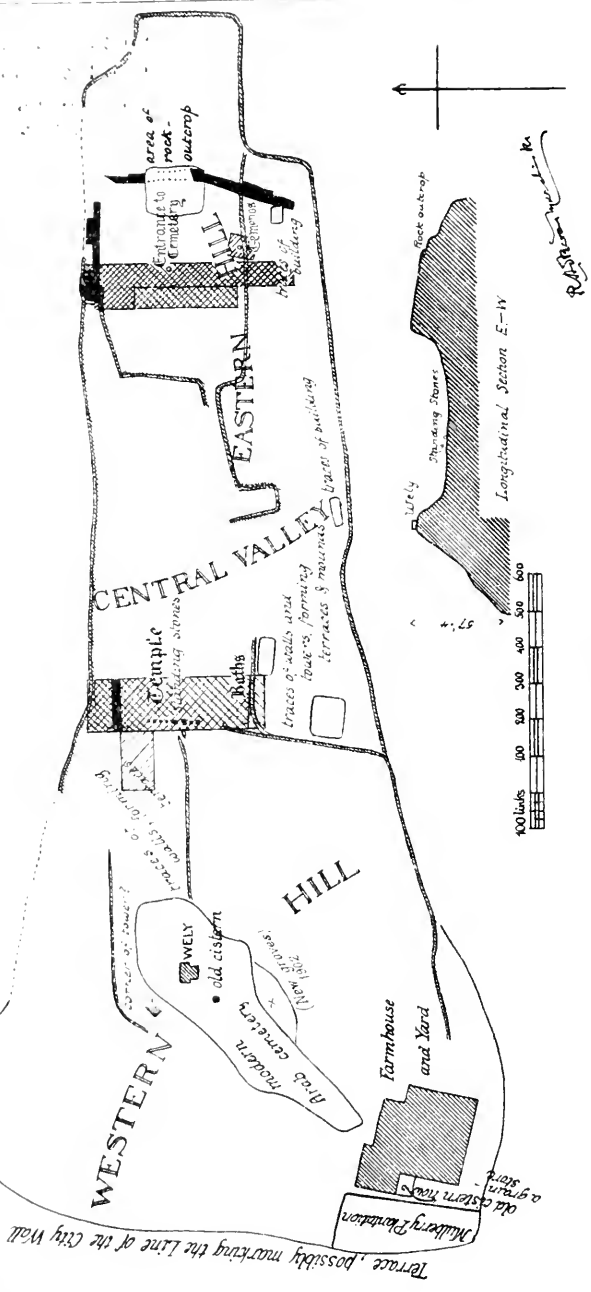 Terrace, possibly marking the Line of the City Wall
WESTERN
HILL
CENTRAL VALLEY
EASTERN
HILL
corner of tower?
traces of
walls, forming
terraces
WELY
old cistern
modern
Arab cemetery
(New graves!
1902
Farmhouse
and Yard
old cistern now
a grain
store
Mulberry Plantation
Temple
standing stones
Baths
traces of walls and
towers, forming
terraces & mounds
traces of building
Entrance to
Cemetery
area of
rock-
outcrop
traces of
building
Wely
Standing Stones
Rock outcrop
Longitudinal Section E-W
100 links
100
200
300
400
500
600